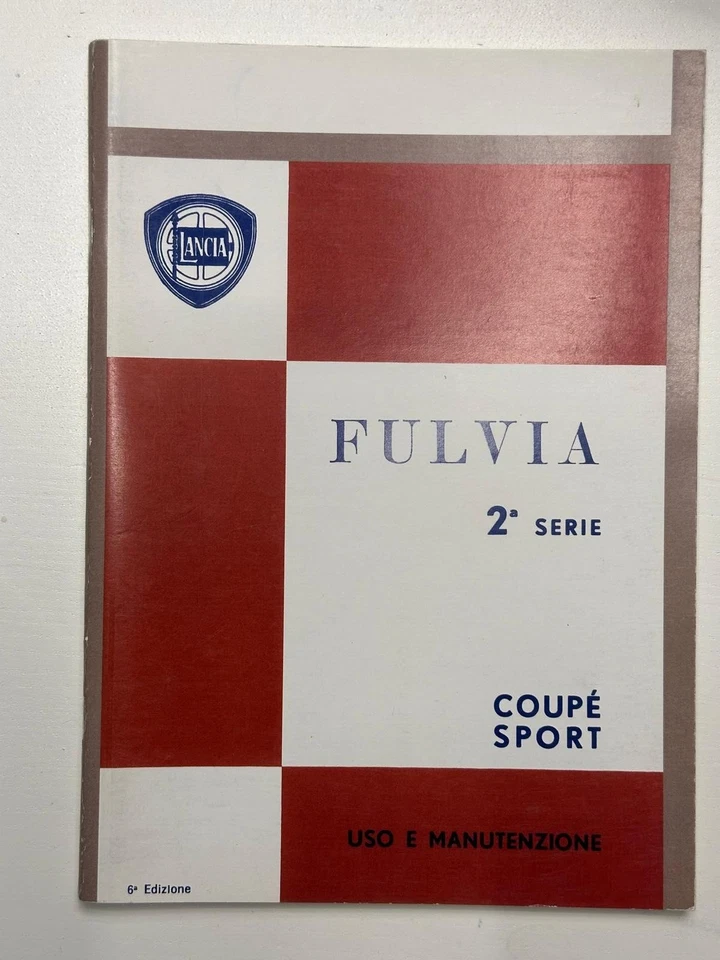 LANCIA
FULVIA
2ª SERIE
COUPÉ
SPORT
USO E MANUTENZIONE
6ª Edizione